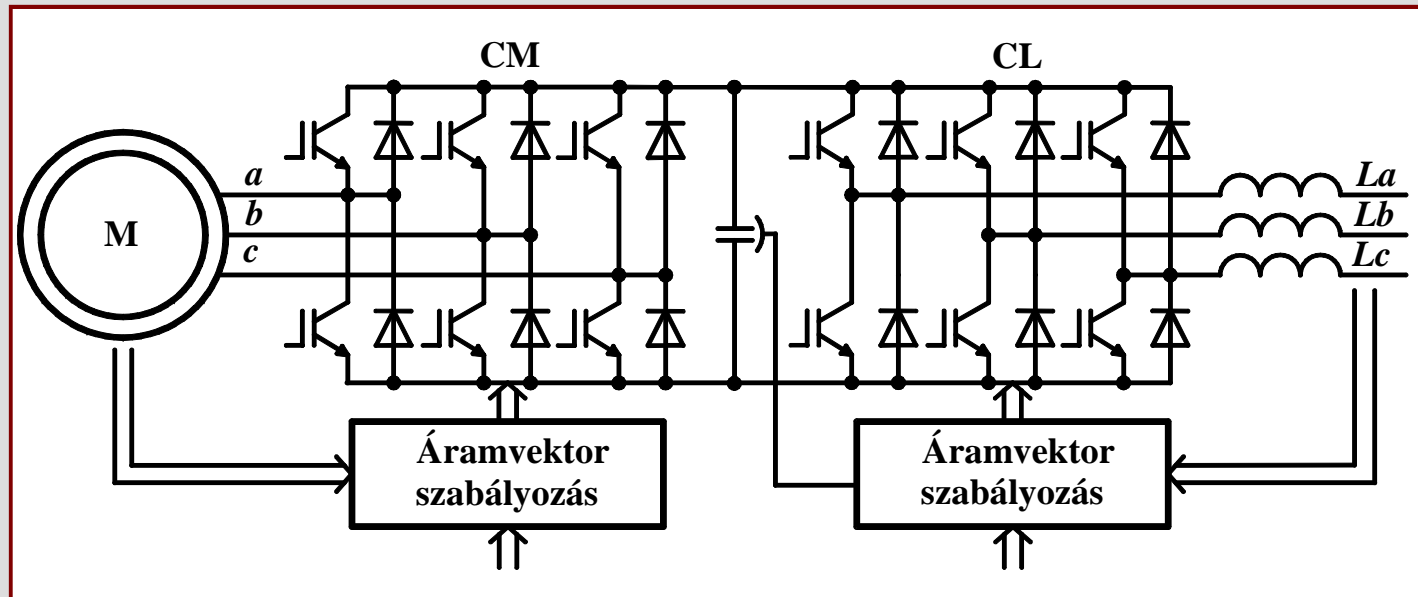 CM
CL
a
b
c
M
La
Lb
Lc
Áramvektor
szabályozás
Áramvektor
szabályozás